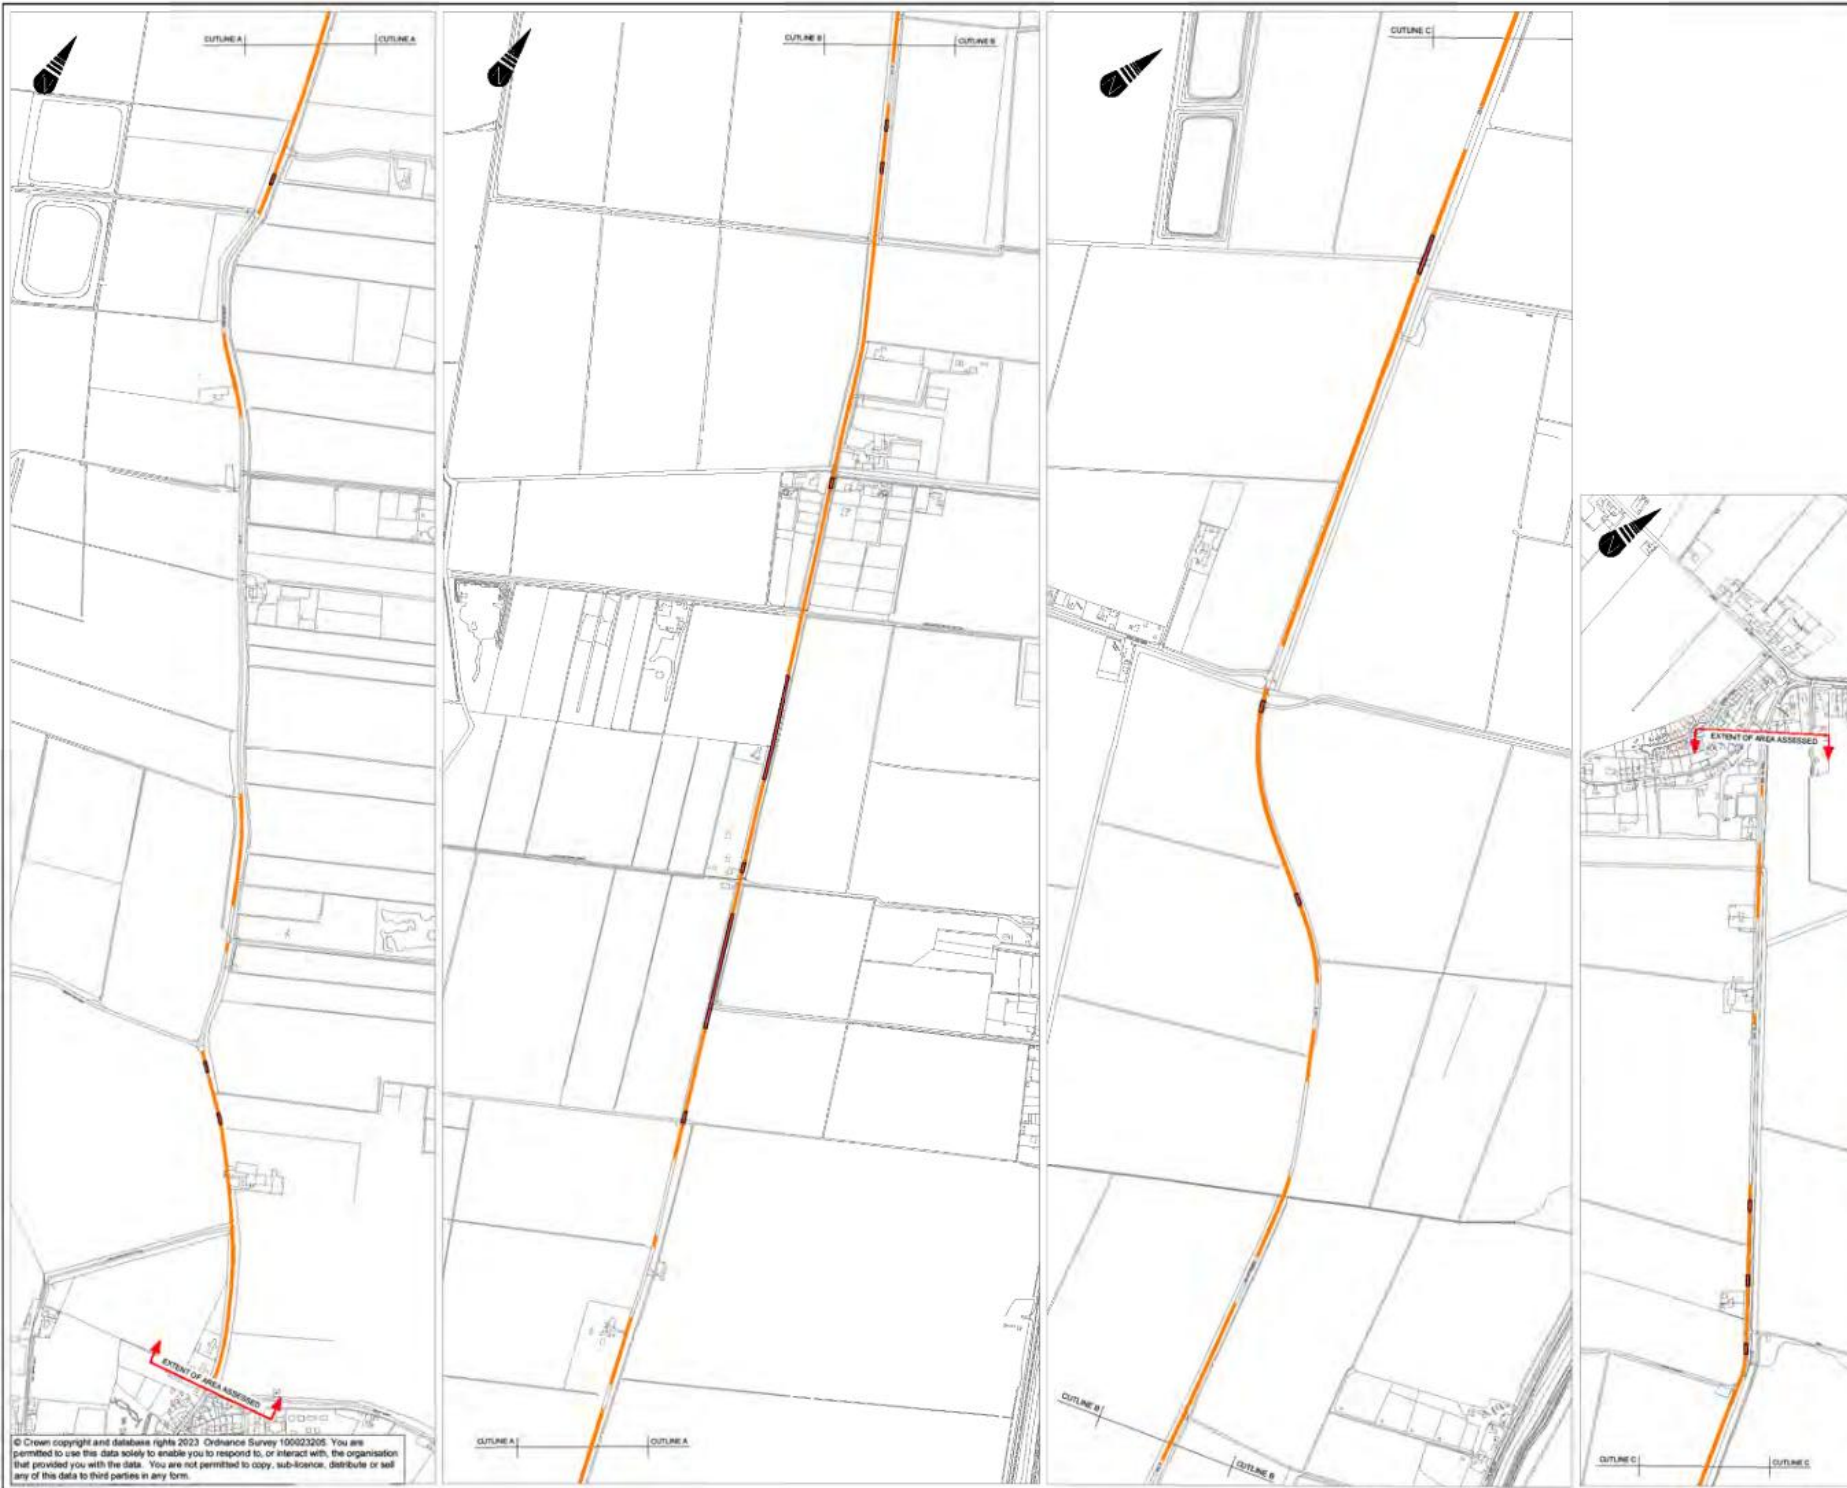 CUTLINE A
CUTLINE A
EXTENT OF AREA ASSESSED
© Crown copyright and database rights 2023 Ordnance Survey 100023205. You are
permitted to use this data solely to enable you to respond to, or interact with, the organisation
that provided you with the data. You are not permitted to copy, sub-licence, distribute or sell
any of this data to third parties in any form.
CUTLINE B
CUTLINE B
CUTLINE A
CUTLINE A
CUTLINE C
CUTLINE B
CUTLINE B
EXTENT OF AREA ASSESSED
CUTLINE C
CUTLINE C